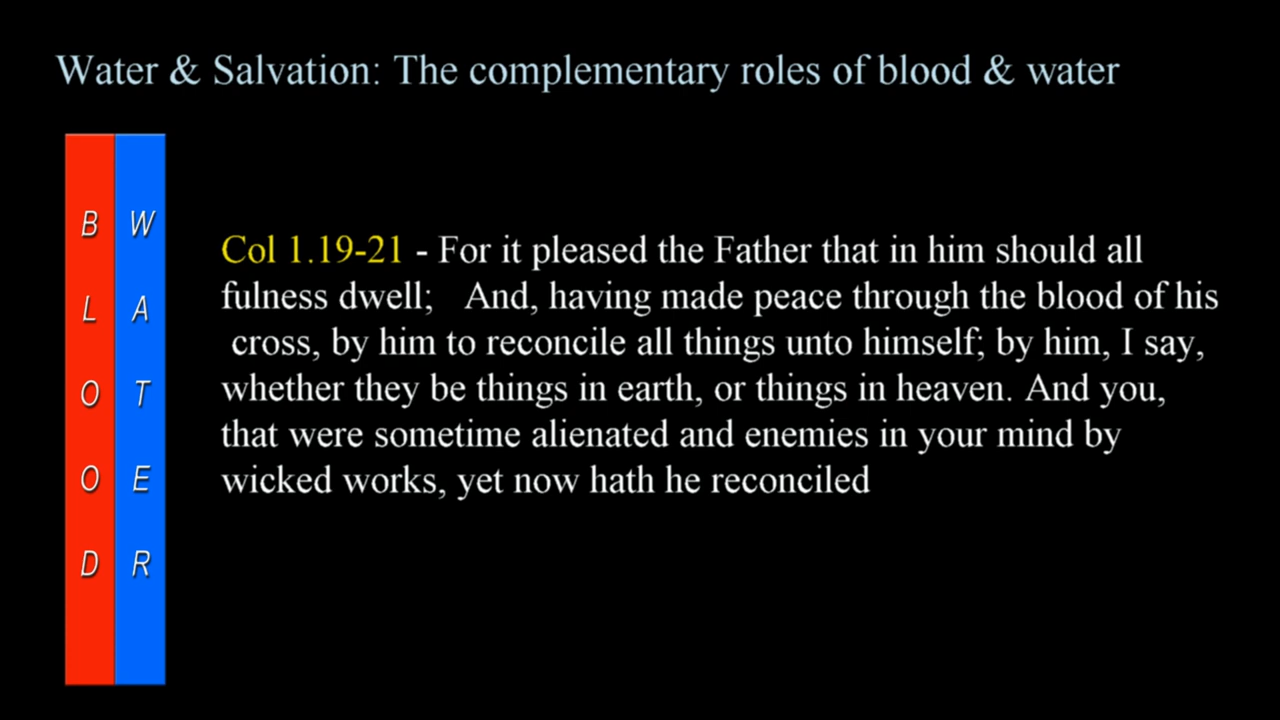 Water & Salvation: The complementary roles of blood & water
BLOOD
WATER
Col 1.19-21 - For it pleased the Father that in him should all
fulness dwell;   And, having made peace through the blood of his
cross, by him to reconcile all things unto himself; by him, I say,
whether they be things in earth, or things in heaven. And you,
that were sometime alienated and enemies in your mind by
wicked works, yet now hath he reconciled